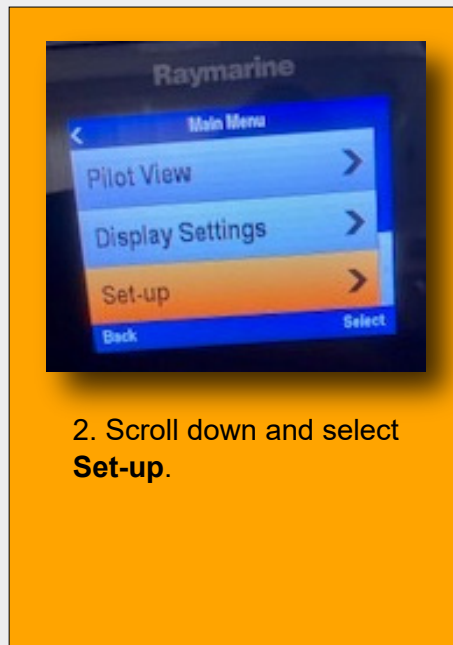 Raymarine
Main Menu
Pilot View
Display Settings
Set-up
Back Select
2. Scroll down and select
Set-up.